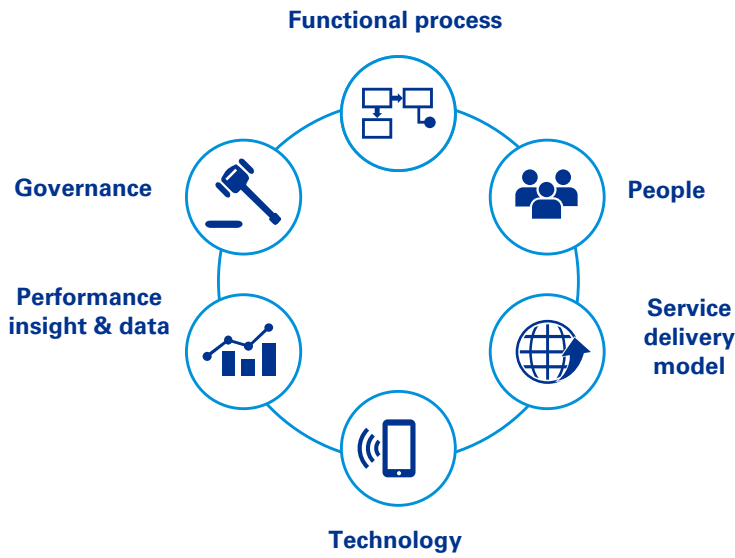 Functional process
Governance
People
Performance
insight & data
Service
delivery
model
Technology